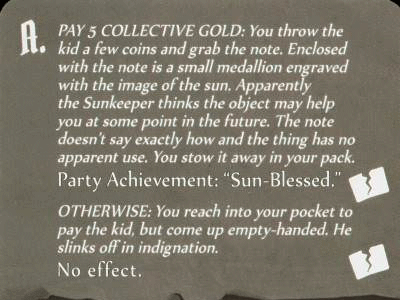 A. PAY 5 COLLECTIVE GOLD: You throw the
kid a few coins and grab the note. Enclosed
with the note is a small medallion engraved
with the image of the sun. Apparently
the Sunkeeper thinks the object may help
you at some point in the future. The note
doesn't say exactly how and the thing has no
apparent use. You stow it away in your pack.
Party Achievement: “Sun-Blessed.”
OTHERWISE: You reach into your pocket to
pay the kid, but come up empty-handed. He
slinks off in indignation.
No effect.